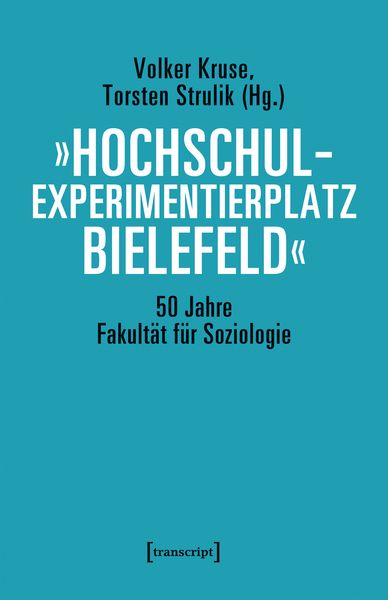 Volker Kruse,
Torsten Strulik (Hg.)
»HOCHSCHUL-
EXPERIMENTIERPLATZ
BIELEFELD«
50 Jahre
Fakultät für Soziologie
[transcript]